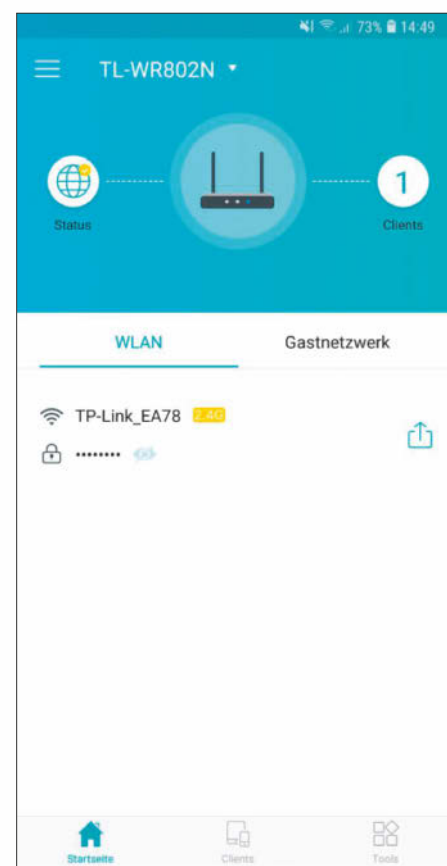 73% 14:49
TL-WR802N
1
Status
Clients
WLAN Gastnetzwerk
TP-Link_EA78 2.4G
••••••••
Startseite Clients Tools